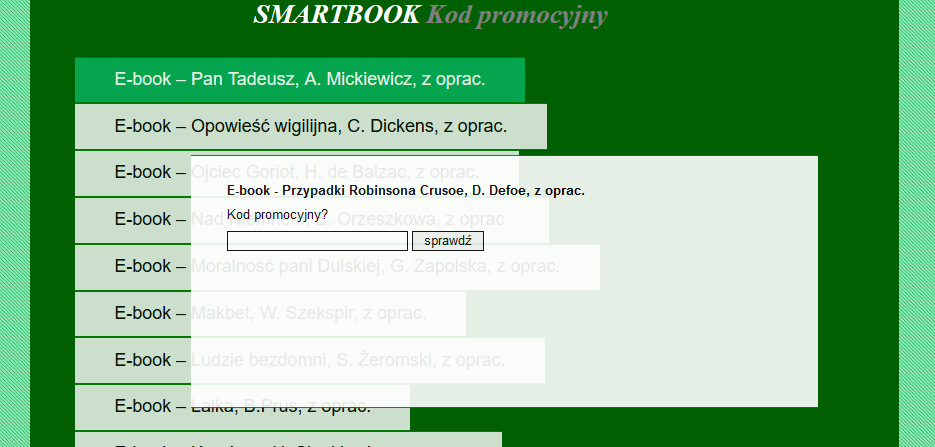 SMARTBOOK Kod promocyjny
E-book – Pan Tadeusz, A. Mickiewicz, z oprac.
E-book – Opowieść wigilijna, C. Dickens, z oprac.
E-book – Ojciec Goriot, H. de Balzac, z oprac.
E-book - Przypadki Robinsona Crusoe, D. Defoe, z oprac.
Kod promocyjny?
sprawdź
E-book – Nad Niemnem, E. Orzeszkowa, z oprac.
E-book – Moralność pani Dulskiej, G. Zapolska, z oprac.
E-book – Makbet, W. Szekspir, z oprac.
E-book – Ludzie bezdomni, S. Żeromski, z oprac.
E-book – Lalka, B.Prus, z oprac.